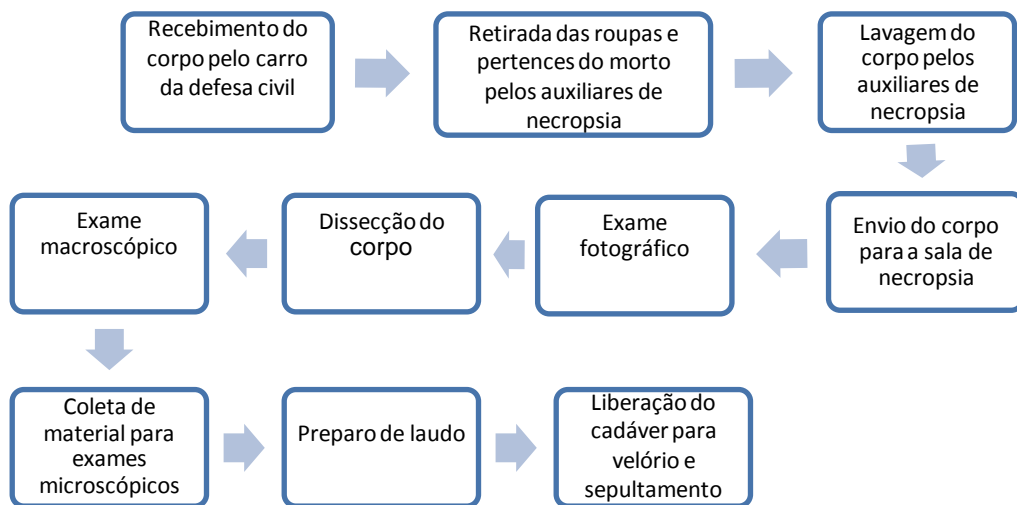 Recebimento do
corpo pelo carro
da defesa civil
Retirada das roupas e
pertences do morto
pelos auxiliares de
necropsia
Lavagem do
corpo pelos
auxiliares de
necropsia
Envio do corpo
para a sala de
necropsia
Exame
fotográfico
Dissecção do
corpo
Exame
macroscópico
Coleta de
material para
exames
microscópicos
Preparo de laudo
Liberação do
cadáver para
velório e
sepultamento